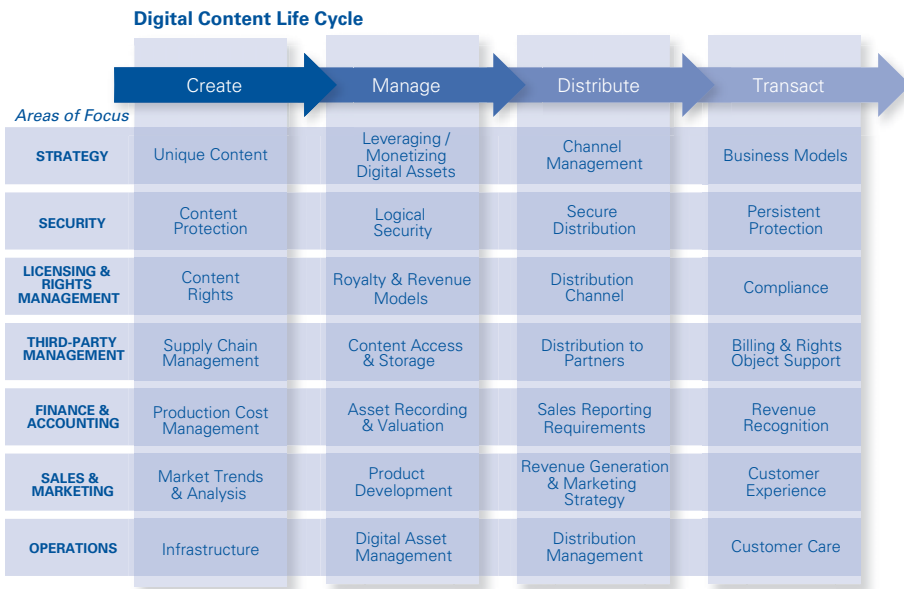 Digital Content Life Cycle
Create
Manage
Distribute
Transact
Areas of Focus
STRATEGY
Unique Content
Leveraging /
Monetizing
Digital Assets
Channel
Management
Business Models
SECURITY
Content
Protection
Logical
Security
Secure
Distribution
Persistent
Protection
LICENSING &
RIGHTS
MANAGEMENT
Content
Rights
Royalty & Revenue
Models
Distribution
Channel
Compliance
THIRD-PARTY
MANAGEMENT
Supply Chain
Management
Content Access
& Storage
Distribution to
Partners
Billing & Rights
Object Support
FINANCE &
ACCOUNTING
Production Cost
Management
Asset Recording
& Valuation
Sales Reporting
Requirements
Revenue
Recognition
SALES &
MARKETING
Market Trends
& Analysis
Product
Development
Revenue Generation
& Marketing
Strategy
Customer
Experience
OPERATIONS
Infrastructure
Digital Asset
Management
Distribution
Management
Customer Care